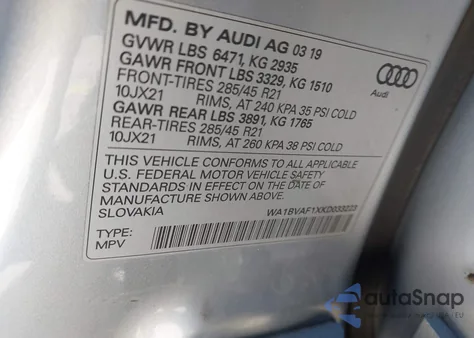 MFD. BY AUDI AG 03 19
GVWR LBS 6471, KG 2935
GAWR FRONT LBS 3329, KG 1510
FRONT-TIRES 285/45 R21
10JX21 RIMS, AT 240 KPA 35 PSI COLD
GAWR REAR LBS 3891, KG 1765
REAR-TIRES 285/45 R21
10JX21 RIMS, AT 260 KPA 38 PSI COLD
Audi
THIS VEHICLE CONFORMS TO ALL APPLICABLE
U.S. FEDERAL MOTOR VEHICLE SAFETY
STANDARDS IN EFFECT ON THE DATE OF
MANUFACTURE SHOWN ABOVE.
SLOVAKIA
WA1BVAF1XKD033223
TYPE:
MPV
autoSnap